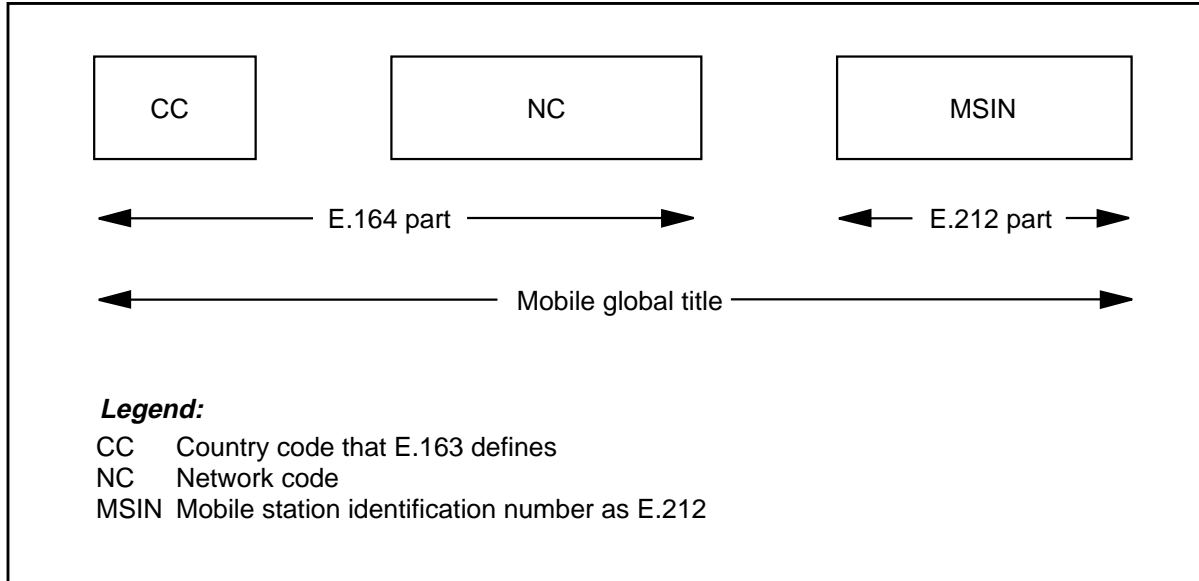 CC NC MSIN
E.164 part E.212 part
Mobile global title
Legend:
CC Country code that E.163 defines
NC Network code
MSIN Mobile station identification number as E.212